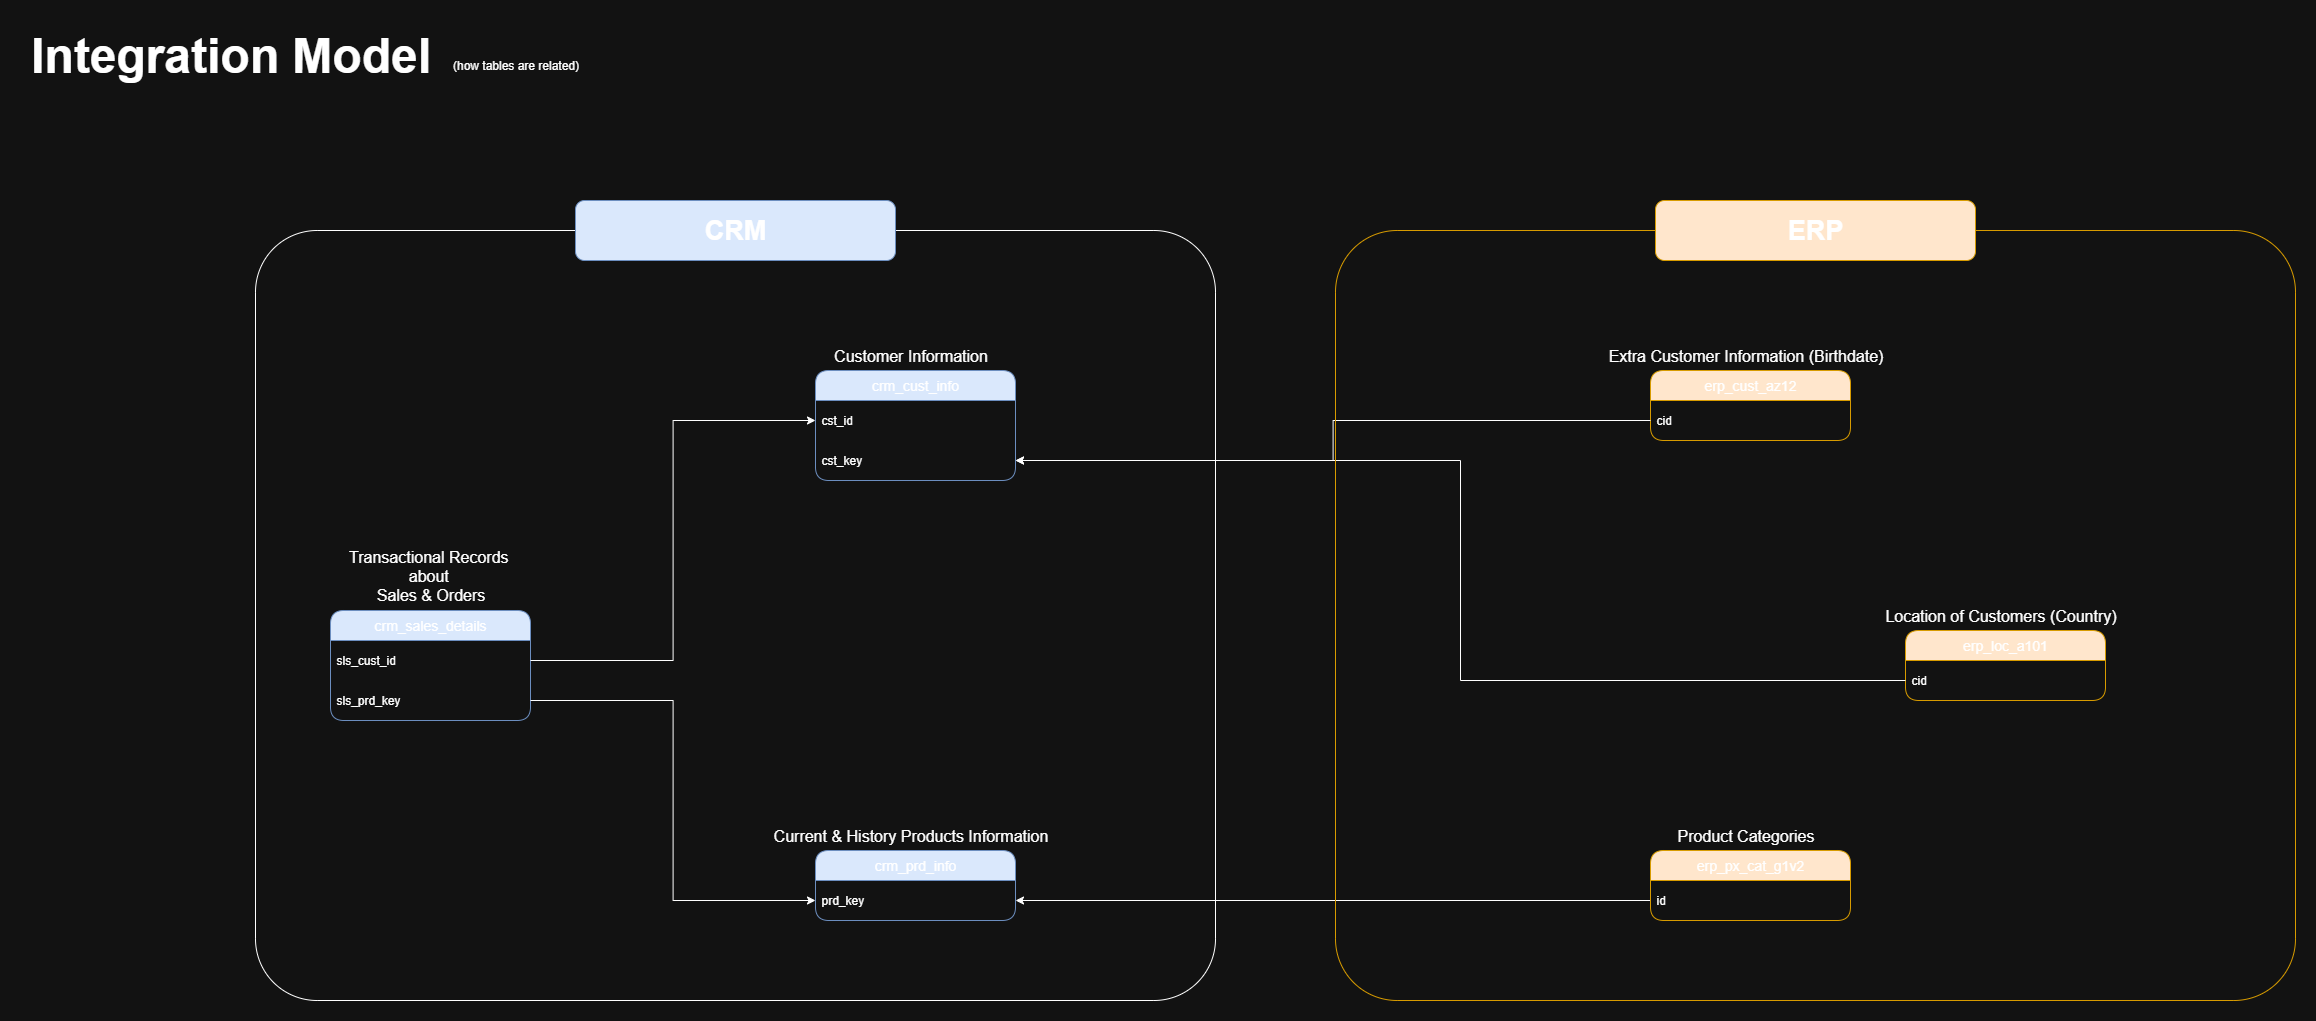 Integration Model (how tables are related)
CRM
Customer Information
crm_cust_info
cst_id
cst_key
Transactional Records
about
Sales & Orders
crm_sales_details
sls_cust_id
sls_prd_key
Current & History Products Information
crm_prd_info
prd_key
ERP
Extra Customer Information (Birthdate)
erp_cust_az12
cid
Location of Customers (Country)
erp_loc_a101
cid
Product Categories
erp_px_cat_g1v2
id